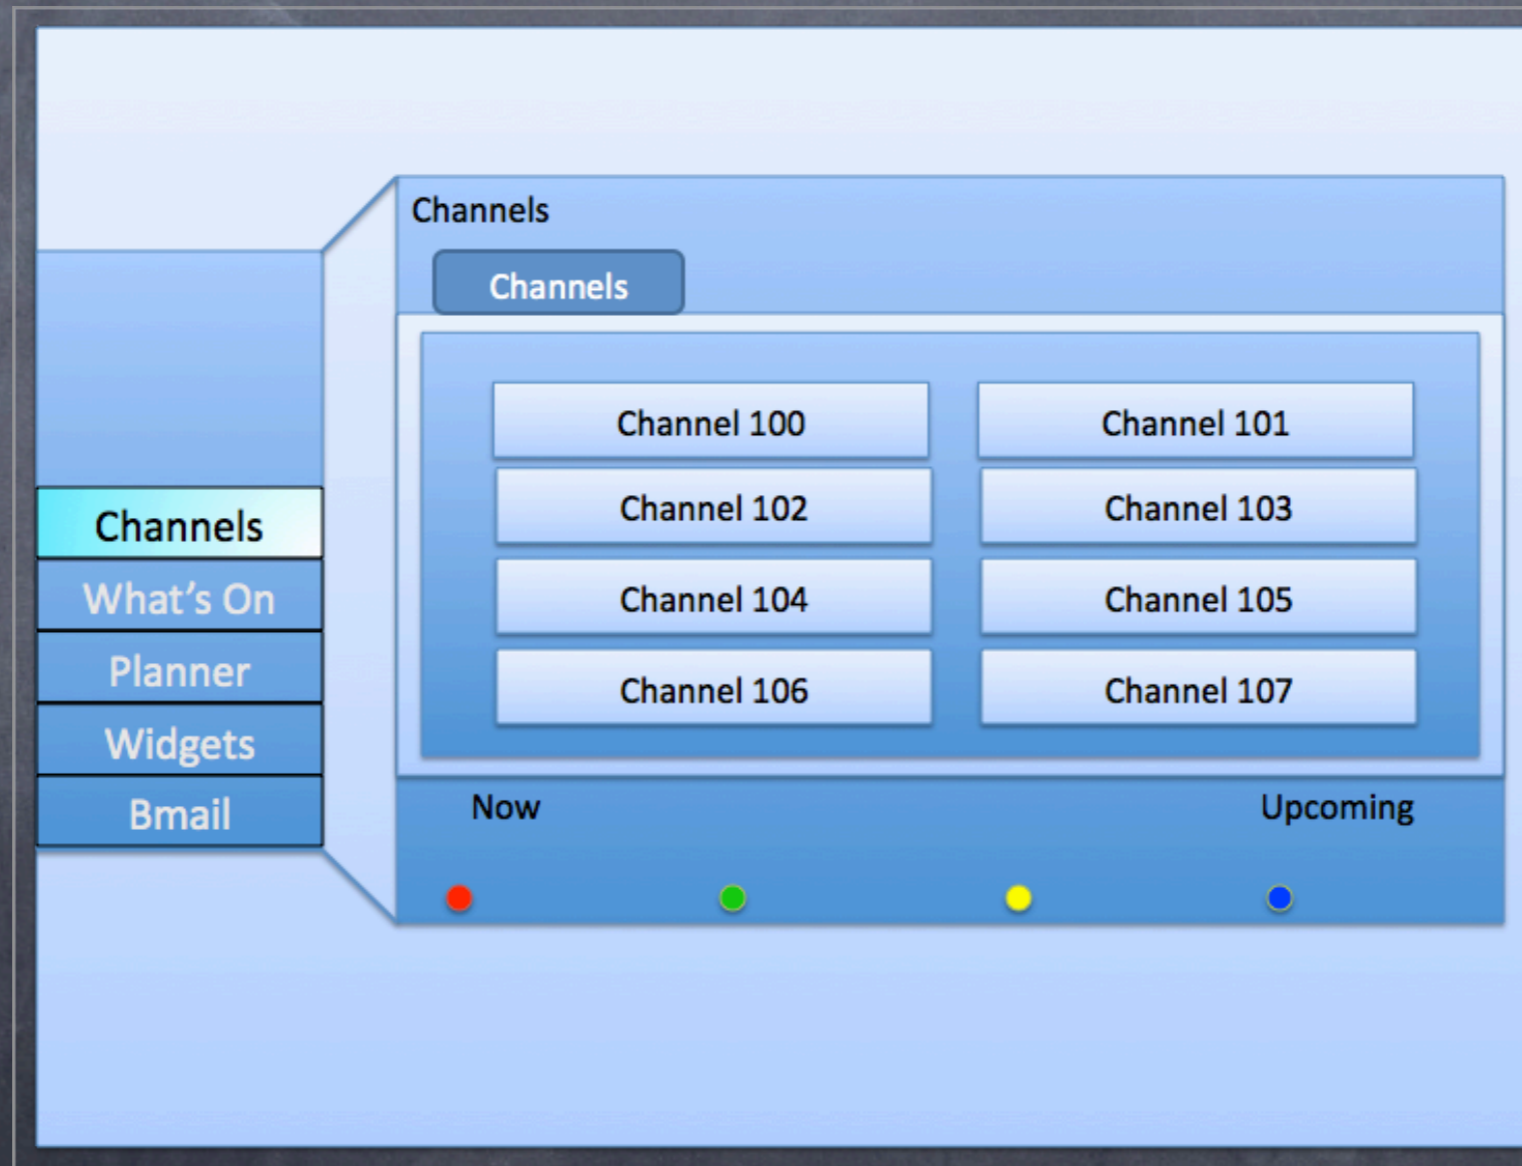 Channels
Channels
Channel 100 Channel 101
Channel 102 Channel 103
Channel 104 Channel 105
Channel 106 Channel 107
Now Upcoming
Channels
What's On
Planner
Widgets
Bmail